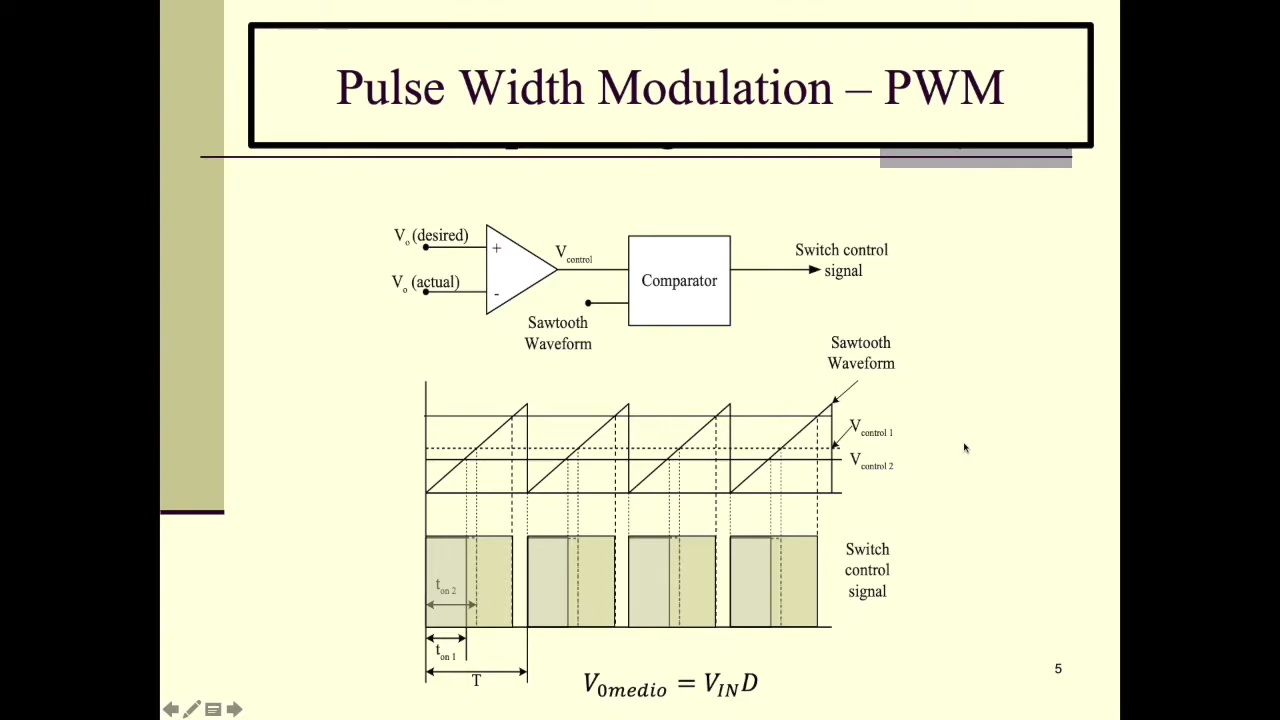 Pulse Width Modulation – PWM
Vo (desired)
+
Vcontrol
Switch control
signal
Comparator
Vo (actual)
-
Sawtooth
Waveform
Sawtooth
Waveform
Vcontrol 1
Vcontrol 2
Switch
control
signal
ton 2
ton 1
T
V0medio = VIND
5